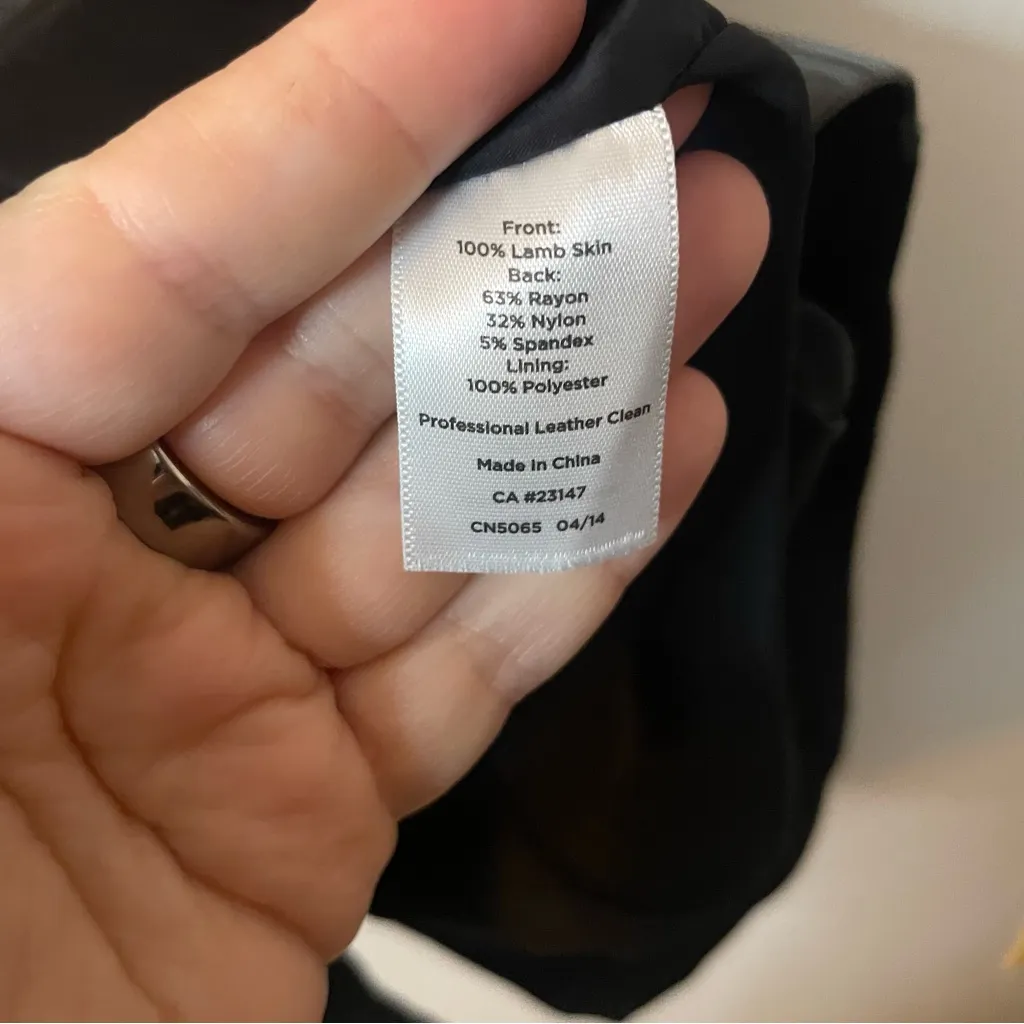 Front:
100% Lamb Skin
Back:
63% Rayon
32% Nylon
5% Spandex
Lining:
100% Polyester
Professional Leather Clean
Made In China
CA #23147
CN5065 04/14